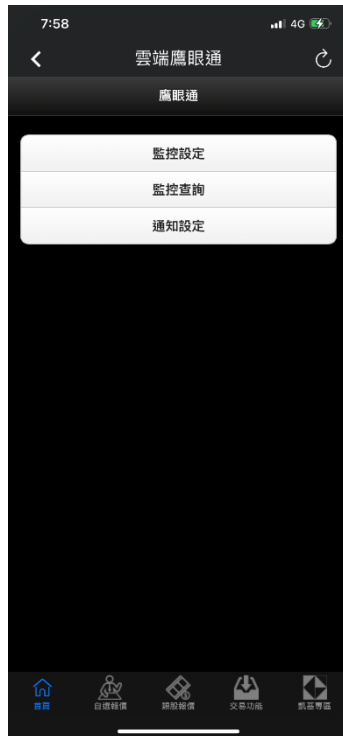 7:58
4G
雲端鷹眼通
鷹眼通
監控設定
監控查詢
通知設定
首頁
自選報價
類股報價
交易功能
凱基專區